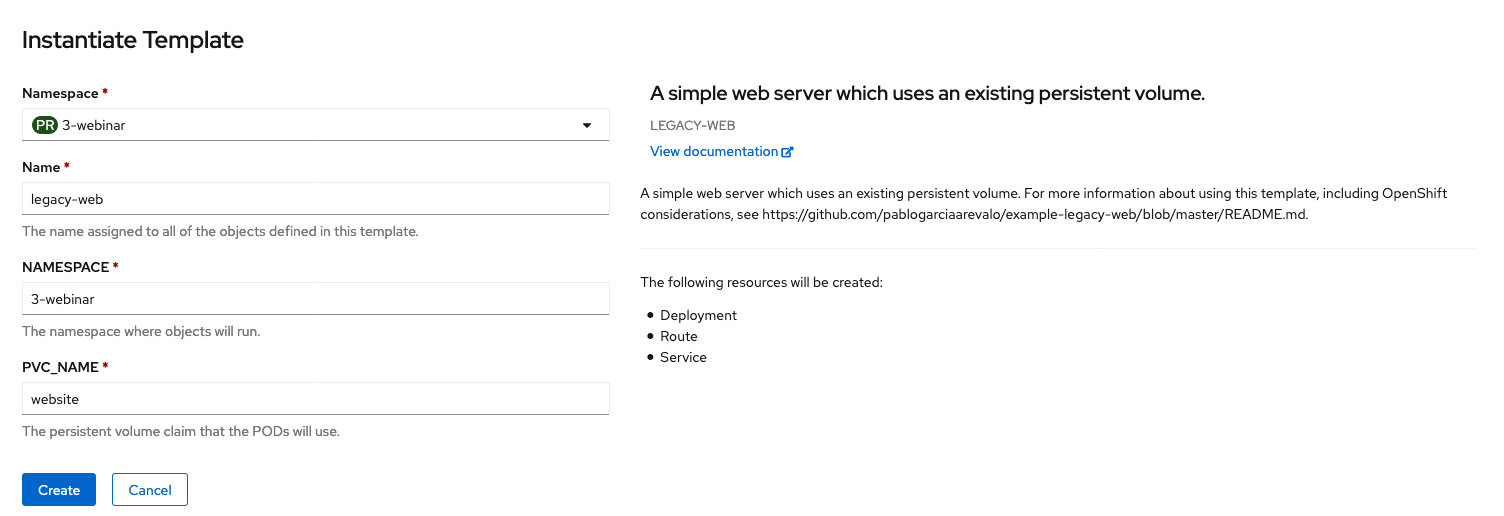 Instantiate Template
Namespace *
PR 3-webinar
Name *
legacy-web
The name assigned to all of the objects defined in this template.
NAMESPACE *
3-webinar
The namespace where objects will run.
PVC_NAME *
website
The persistent volume claim that the PODs will use.
Create Cancel
A simple web server which uses an existing persistent volume.
LEGACY-WEB
View documentation
A simple web server which uses an existing persistent volume. For more information about using this template, including OpenShift
considerations, see https://github.com/pablogarciaarevalo/example-legacy-web/blob/master/README.md.
The following resources will be created:
• Deployment
• Route
• Service